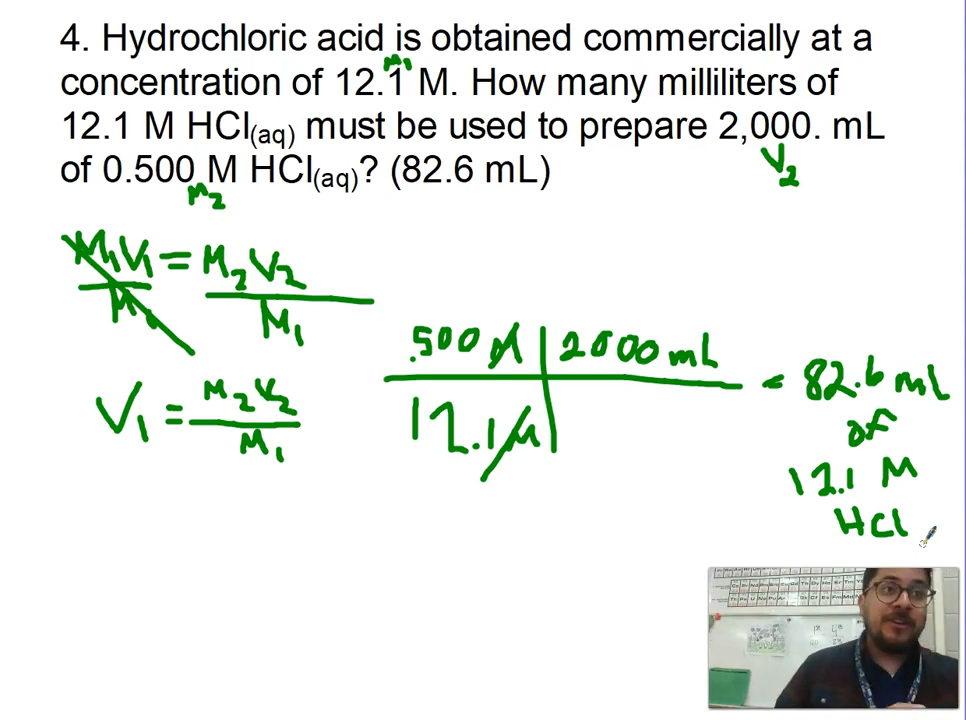 4. Hydrochloric acid is obtained commercially at a
M1
concentration of 12.1 M. How many milliliters of
12.1 M HCl(aq) must be used to prepare 2,000. mL
V2
of 0.500 M HCl(aq)? (82.6 mL)
M2
M1V1 = M2V2
M1 M1
.500 M 2000 mL = 82.6 mL
V1 = M2V2
M1
12.1 M
of
12.1 M
HCl